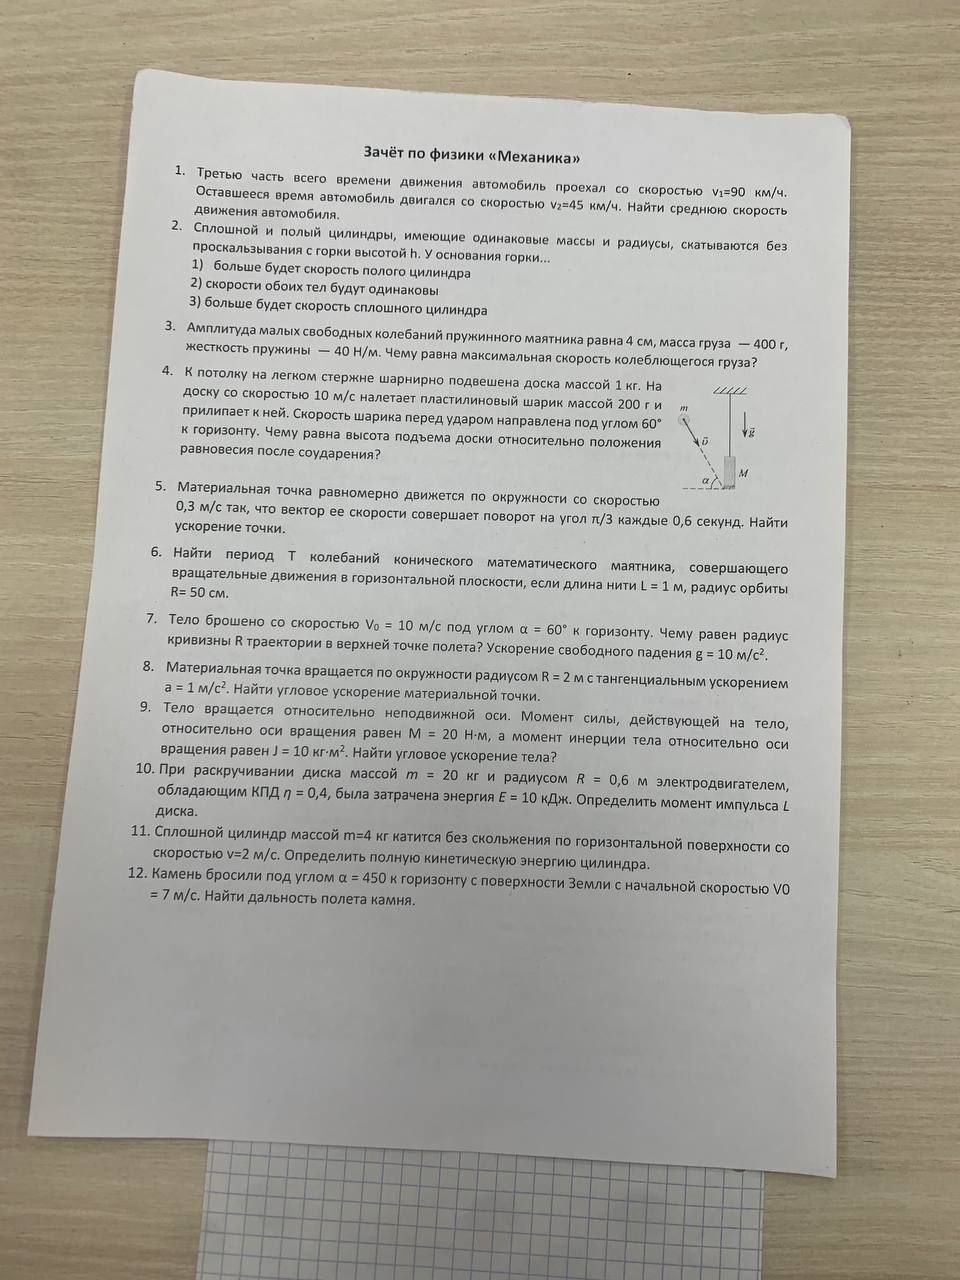 Зачёт по физики «Механика»
1. Третью часть всего времени движения автомобиль проехал со скоростью v₁=90 км/ч.
Оставшееся время автомобиль двигался со скоростью v₂=45 км/ч. Найти среднюю скорость
движения автомобиля.
2. Сплошной и полый цилиндры, имеющие одинаковые массы и радиусы, скатываются без
проскальзывания с горки высотой h. У основания горки...
1) больше будет скорость полого цилиндра
2) скорости обоих тел будут одинаковы
3) больше будет скорость сплошного цилиндра
3. Амплитуда малых свободных колебаний пружинного маятника равна 4 см, масса груза — 400 г,
жесткость пружины — 40 Н/м. Чему равна максимальная скорость колеблющегося груза?
4. К потолку на легком стержне шарнирно подвешена доска массой 1 кг. На
доску со скоростью 10 м/с налетает пластилиновый шарик массой 200 г и
прилипает к ней. Скорость шарика перед ударом направлена под углом 60°
к горизонту. Чему равна высота подъема доски относительно положения
равновесия после соударения?
m
υ⃗
g⃗
M
α
5. Материальная точка равномерно движется по окружности со скоростью
0,3 м/с так, что вектор ее скорости совершает поворот на угол π/3 каждые 0,6 секунд. Найти
ускорение точки.
6. Найти период T колебаний конического математического маятника, совершающего
вращательные движения в горизонтальной плоскости, если длина нити L = 1 м, радиус орбиты
R= 50 см.
7. Тело брошено со скоростью V₀ = 10 м/с под углом α = 60° к горизонту. Чему равен радиус
кривизны R траектории в верхней точке полета? Ускорение свободного падения g = 10 м/с².
8. Материальная точка вращается по окружности радиусом R = 2 м с тангенциальным ускорением
a = 1 м/с². Найти угловое ускорение материальной точки.
9. Тело вращается относительно неподвижной оси. Момент силы, действующей на тело,
относительно оси вращения равен M = 20 Н·м, а момент инерции тела относительно оси
вращения равен J = 10 кг·м². Найти угловое ускорение тела?
10. При раскручивании диска массой m = 20 кг и радиусом R = 0,6 м электродвигателем,
обладающим КПД η = 0,4, была затрачена энергия E = 10 кДж. Определить момент импульса L
диска.
11. Сплошной цилиндр массой m=4 кг катится без скольжения по горизонтальной поверхности со
скоростью v=2 м/с. Определить полную кинетическую энергию цилиндра.
12. Камень бросили под углом α = 450 к горизонту с поверхности Земли с начальной скоростью V0
= 7 м/с. Найти дальность полета камня.